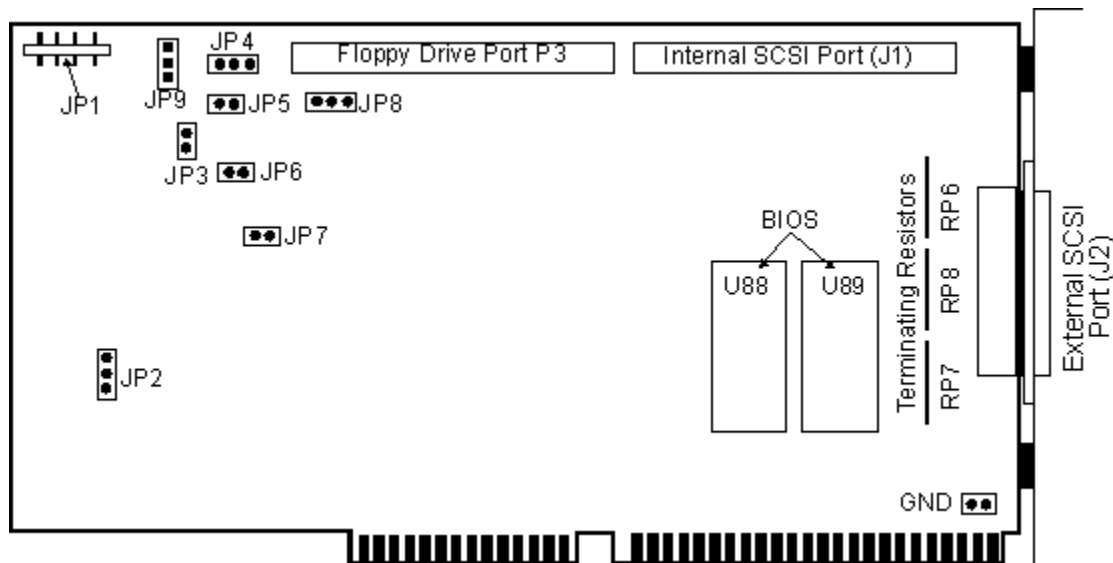 JP4
Floppy Drive Port P3
Internal SCSI Port (J1)
JP1
JP9
JP5
JP8
JP3
JP6
JP7
BIOS
U88
U89
Terminating Resistors
RP6
RP8
RP7
External SCSI
Port (J2)
JP2
GND